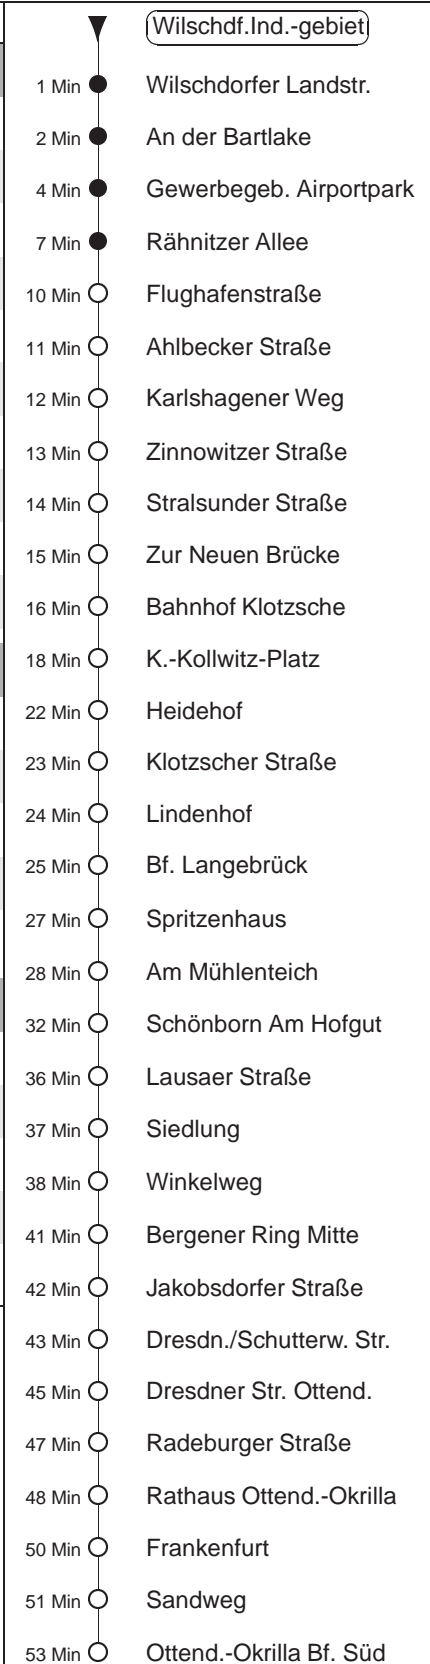 Wilschdf.Ind.-gebiet
1 Min Wilschdorfer Landstr.
2 Min An der Bartlake
4 Min Gewerbegeb. Airportpark
7 Min Rähnitzer Allee
10 Min Flughafenstraße
11 Min Ahlbecker Straße
12 Min Karlshagener Weg
13 Min Zinnowitzer Straße
14 Min Stralsunder Straße
15 Min Zur Neuen Brücke
16 Min Bahnhof Klotzsche
18 Min K.-Kollwitz-Platz
22 Min Heidehof
23 Min Klotzscher Straße
24 Min Lindenhof
25 Min Bf. Langebrück
27 Min Spritzenhaus
28 Min Am Mühlenteich
32 Min Schönborn Am Hofgut
36 Min Lausaer Straße
37 Min Siedlung
38 Min Winkelweg
41 Min Bergener Ring Mitte
42 Min Jakobsdorfer Straße
43 Min Dresdn./Schutterw. Str.
45 Min Dresdner Str. Ottend.
47 Min Radeburger Straße
48 Min Rathaus Ottend.-Okrilla
50 Min Frankenfurt
51 Min Sandweg
53 Min Ottend.-Okrilla Bf. Süd